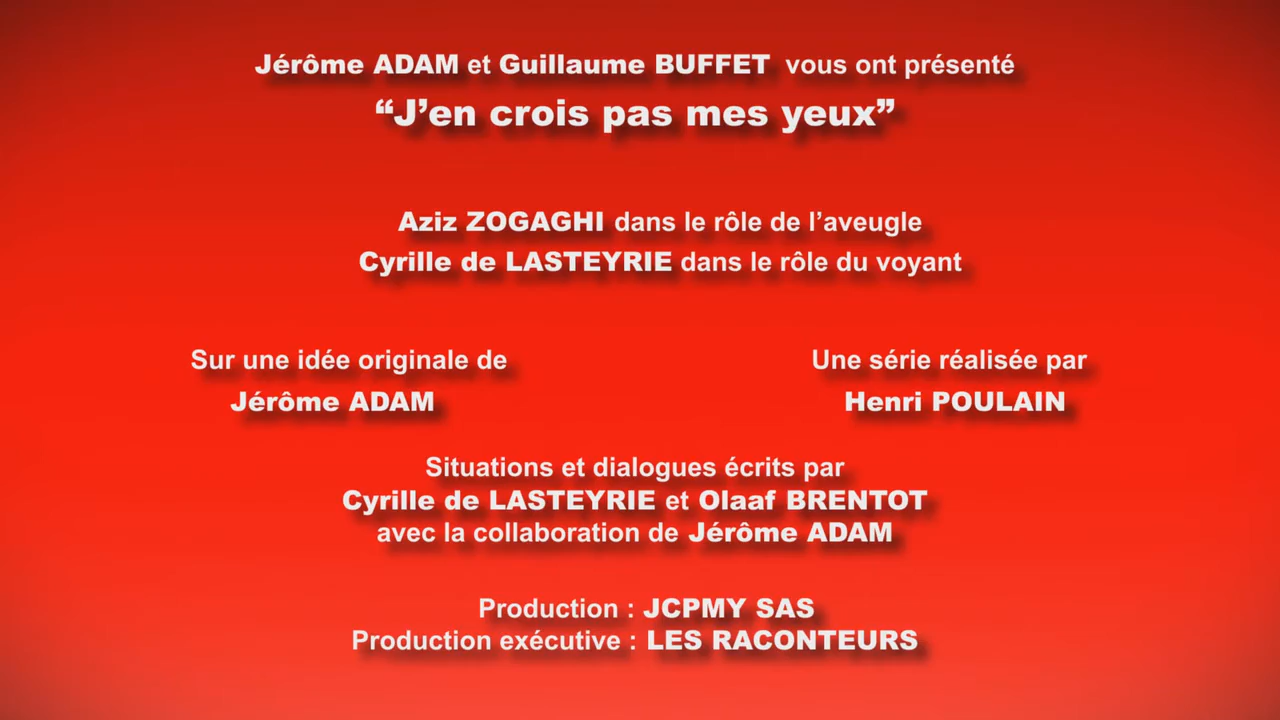 Jérôme ADAM et Guillaume BUFFET vous ont présenté
“J’en crois pas mes yeux”
Aziz ZOGAGHI dans le rôle de l’aveugle
Cyrille de LASTEYRIE dans le rôle du voyant
Sur une idée originale de
Jérôme ADAM
Une série réalisée par
Henri POULAIN
Situations et dialogues écrits par
Cyrille de LASTEYRIE et Olaaf BRENTOT
avec la collaboration de Jérôme ADAM
Production : JCPMY SAS
Production exécutive : LES RACONTEURS